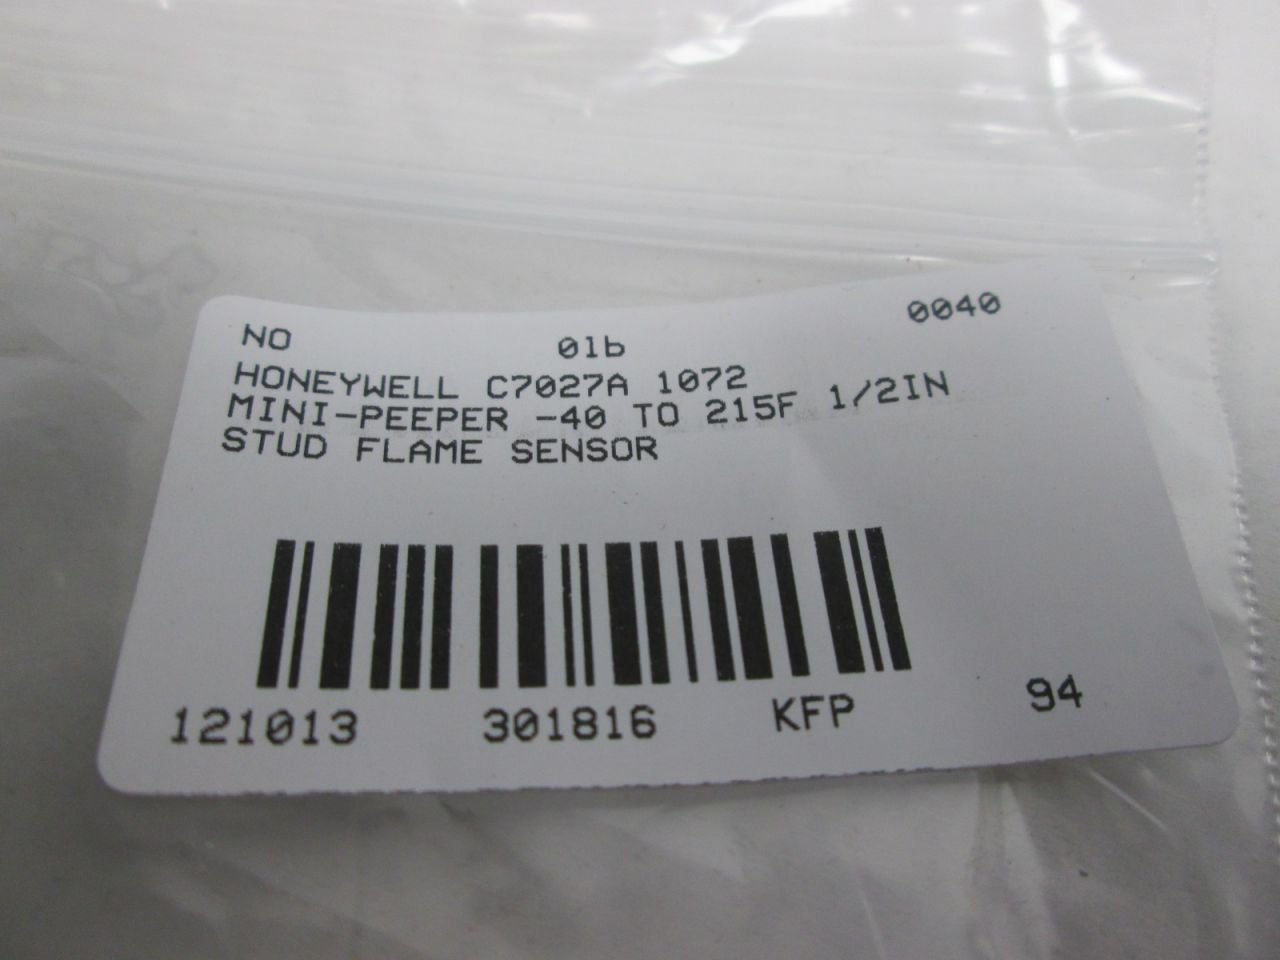 NO 01b 0040
HONEYWELL C7027A 1072
MINI-PEEPER -40 TO 215F 1/2IN
STUD FLAME SENSOR
121013 301816 KFP 94